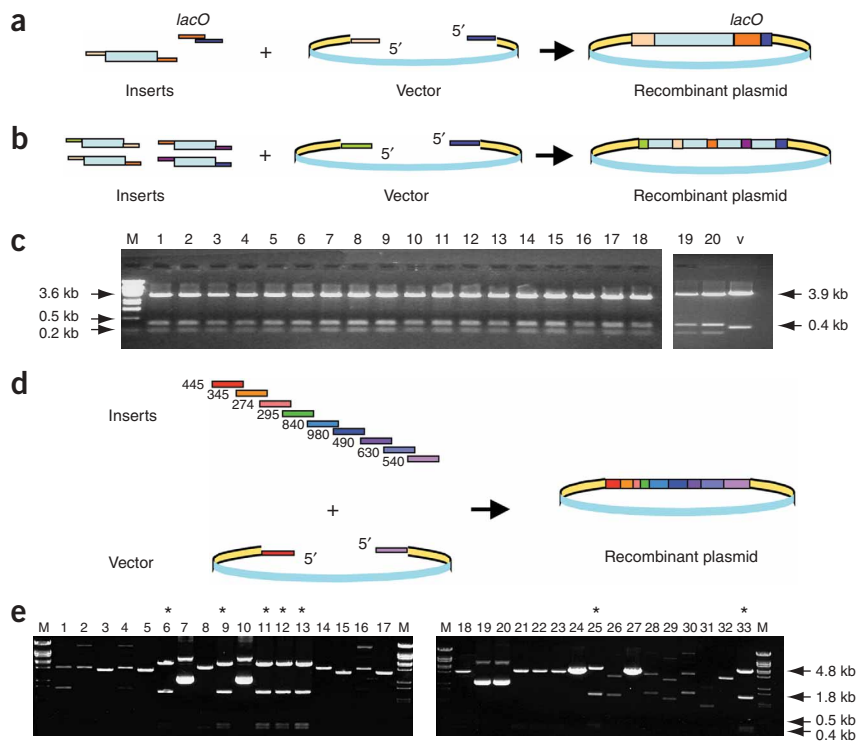 a
lacO
lacO
5′
5′
+
Inserts
Vector
Recombinant plasmid
b
5′
5′
+
Inserts
Vector
Recombinant plasmid
c
M 1 2 3 4 5 6 7 8 9 10 11 12 13 14 15 16 17 18 19 20 v
3.6 kb
0.5 kb
0.2 kb
3.9 kb
0.4 kb
d
Inserts
445
345
274
295
840
980
490
630
540
+
Vector
5′
5′
Recombinant plasmid
e
* * * * * * *
M 1 2 3 4 5 6 7 8 9 10 11 12 13 14 15 16 17 M
M 18 19 20 21 22 23 24 25 26 27 28 29 30 31 32 33 M
4.8 kb
1.8 kb
0.5 kb
0.4 kb